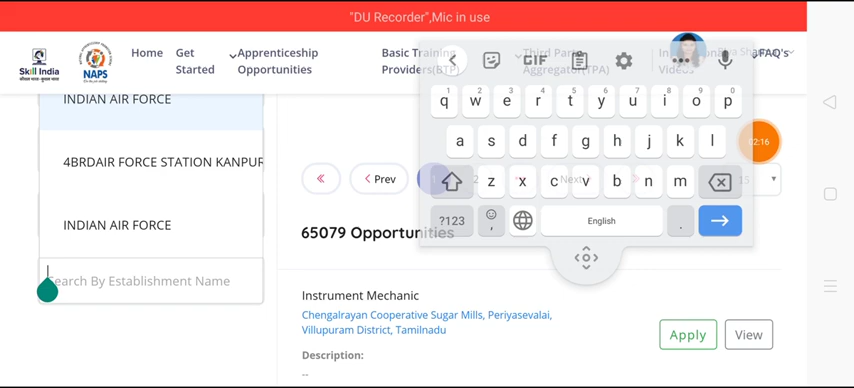 "DU Recorder",Mic in use
Skill India
NAPS
Home
Get Started
Apprenticeship Opportunities
Basic Training Providers(BTP)
Third Party Aggregator(TPA)
Videos
FAQ's
GIF
q w e r t y u i o p
1 2 3 4 5 6 7 8 9 0
a s d f g h j k l
z x c v b n m
?123 , English .
02:16
INDIAN AIR FORCE
4BRDAIR FORCE STATION KANPUR
INDIAN AIR FORCE
Search By Establishment Name
« < Prev
Next
15
65079 Opportunities
Instrument Mechanic
Chengalrayan Cooperative Sugar Mills, Periyasevalai,
Villupuram District, Tamilnadu
Apply View
Description:
--